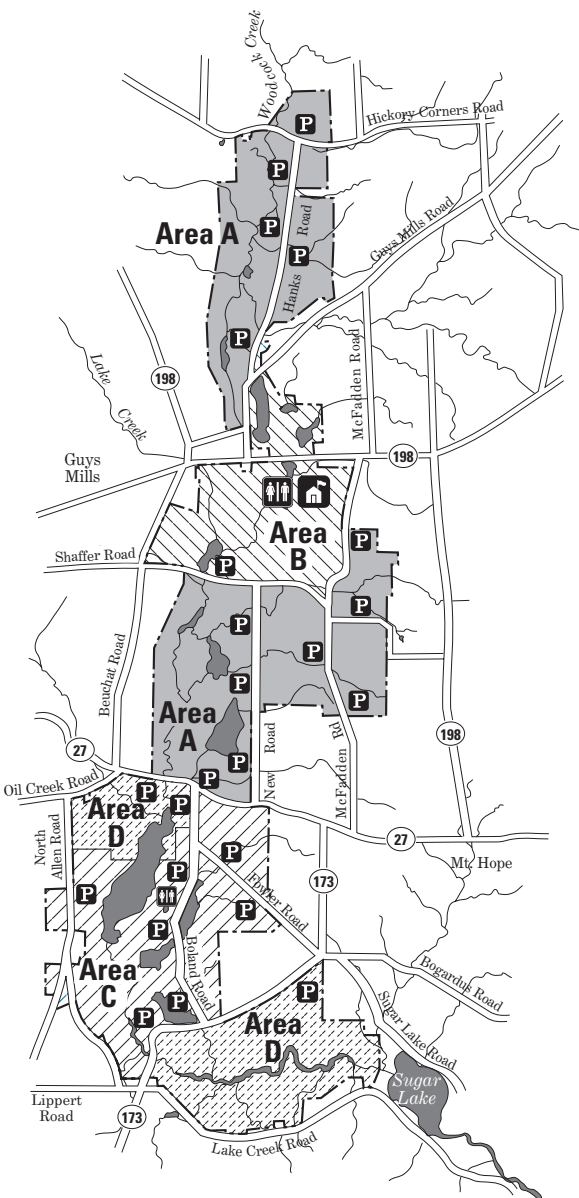 Woodcock Creek
Hickory Corners Road
P
P
Area A
P
Guys Mills Road
P
Hanks Road
P
198
Lake Creek
McFadden Road
Guys
Mills
198
Area
B
P
Shaffer Road
P
P
P
P
Beuchat Road
P
P
Area
A
New Road
McFadden Rd
198
27
P
P
Oil Creek Road
P
P
Area
D
North
Allen Road
27
Mt. Hope
P
P
173
Fowler Road
P
P
P
Boland Road
Area
C
Bogardus Road
P
P
P
Area
D
Sugar Lake Road
Sugar
Lake
Lippert
Road
173
Lake Creek Road